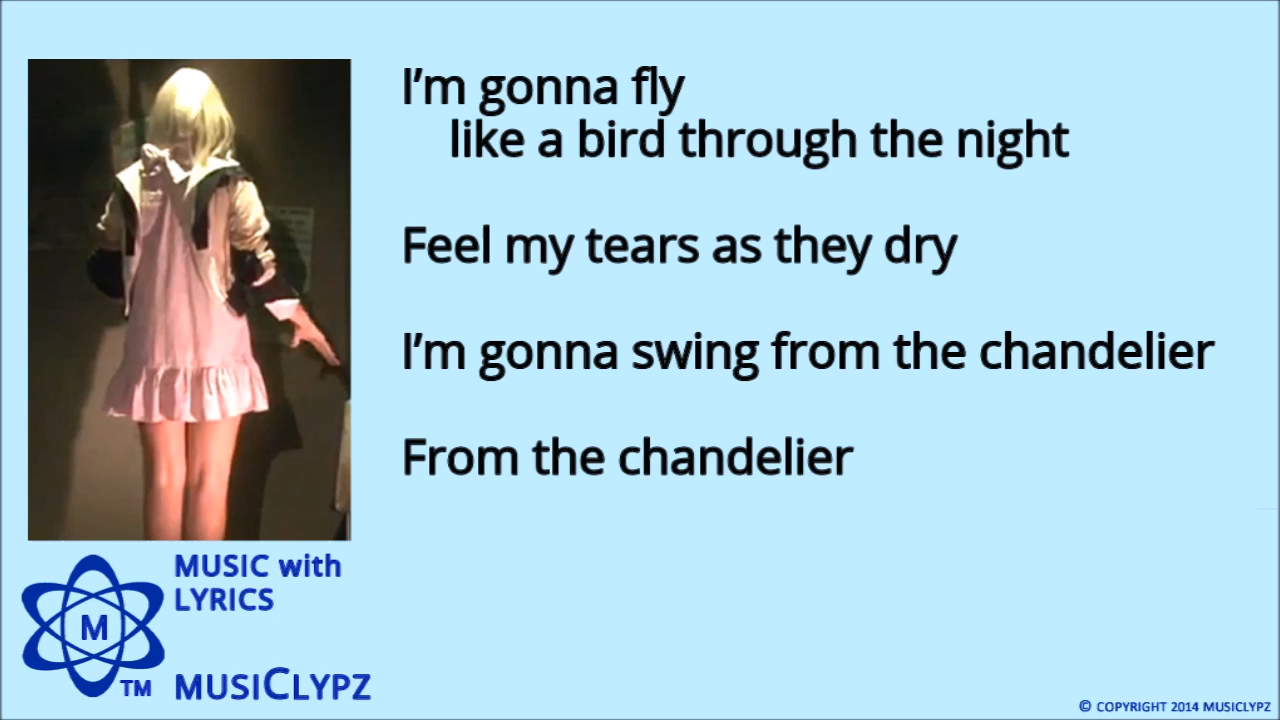 I'm gonna fly
like a bird through the night
Feel my tears as they dry
I'm gonna swing from the chandelier
From the chandelier
MUSIC with
LYRICS
M
TM
MUSICLYPZ
© COPYRIGHT 2014 MUSICLYPZ